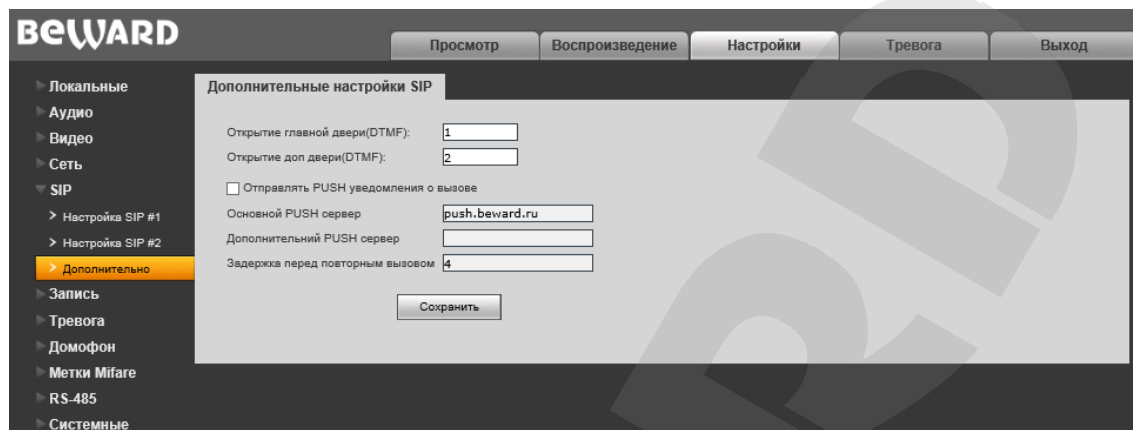 BEWARD
Просмотр
Воспроизведение
Настройки
Тревога
Выход
Локальные
Аудио
Видео
Сеть
SIP
Настройка SIP #1
Настройка SIP #2
Дополнительно
Запись
Тревога
Домофон
Метки Mifare
RS-485
Системные
Дополнительные настройки SIP
Открытие главной двери(DTMF): 1
Открытие доп двери(DTMF): 2
Отправлять PUSH уведомления о вызове
Основной PUSH сервер push.beward.ru
Дополнительний PUSH сервер
Задержка перед повторным вызовом 4
Сохранить